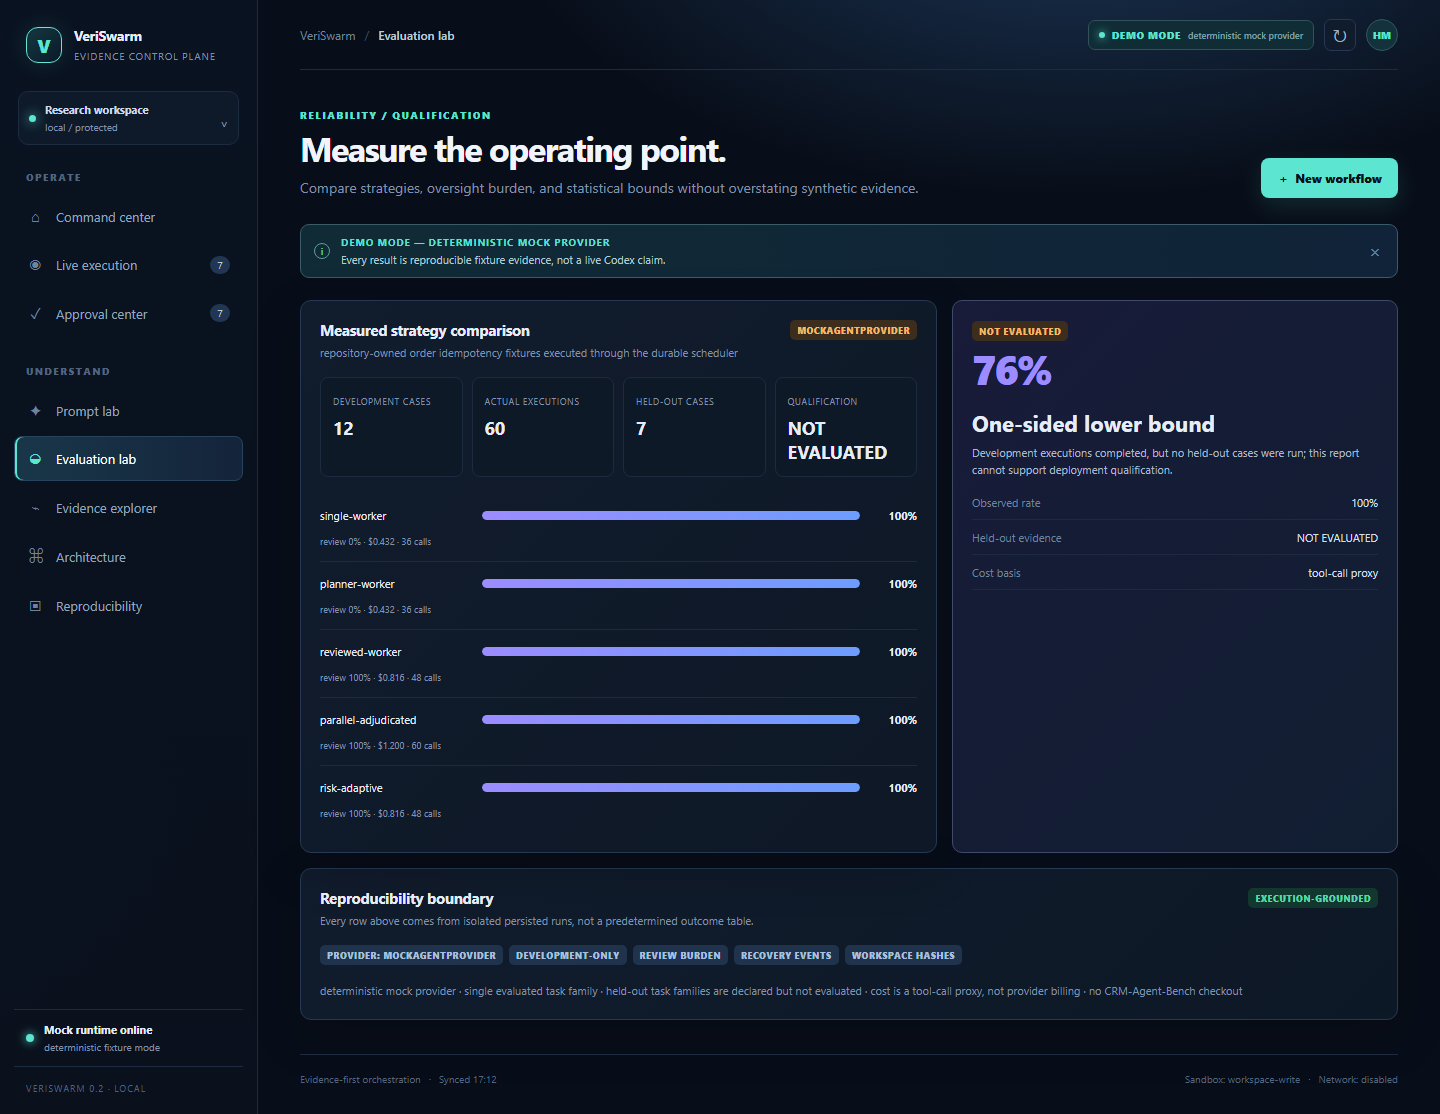 V
VeriSwarm
EVIDENCE CONTROL PLANE
Research workspace
local / protected
OPERATE
Command center
Live execution 7
Approval center 7
UNDERSTAND
Prompt lab
Evaluation lab
Evidence explorer
Architecture
Reproducibility
Mock runtime online
deterministic fixture mode
VERISWARM 0.2 · LOCAL
VeriSwarm / Evaluation lab
DEMO MODE deterministic mock provider
HM
RELIABILITY / QUALIFICATION
Measure the operating point.
Compare strategies, oversight burden, and statistical bounds without overstating synthetic evidence.
+ New workflow
DEMO MODE — DETERMINISTIC MOCK PROVIDER
Every result is reproducible fixture evidence, not a live Codex claim.
Measured strategy comparison
MOCKAGENTPROVIDER
repository-owned order idempotency fixtures executed through the durable scheduler
DEVELOPMENT CASES
12
ACTUAL EXECUTIONS
60
HELD-OUT CASES
7
QUALIFICATION
NOT
EVALUATED
single-worker 100%
review 0% · $0.432 · 36 calls
planner-worker 100%
review 0% · $0.432 · 36 calls
reviewed-worker 100%
review 100% · $0.816 · 48 calls
parallel-adjudicated 100%
review 100% · $1.200 · 60 calls
risk-adaptive 100%
review 100% · $0.816 · 48 calls
NOT EVALUATED
76%
One-sided lower bound
Development executions completed, but no held-out cases were run; this report
cannot support deployment qualification.
Observed rate 100%
Held-out evidence NOT EVALUATED
Cost basis tool-call proxy
Reproducibility boundary
EXECUTION-GROUNDED
Every row above comes from isolated persisted runs, not a predetermined outcome table.
PROVIDER: MOCKAGENTPROVIDER DEVELOPMENT-ONLY REVIEW BURDEN RECOVERY EVENTS WORKSPACE HASHES
deterministic mock provider · single evaluated task family · held-out task families are declared but not evaluated · cost is a tool-call proxy, not provider billing · no CRM-Agent-Bench checkout
Evidence-first orchestration · Synced 17:12
Sandbox: workspace-write · Network: disabled